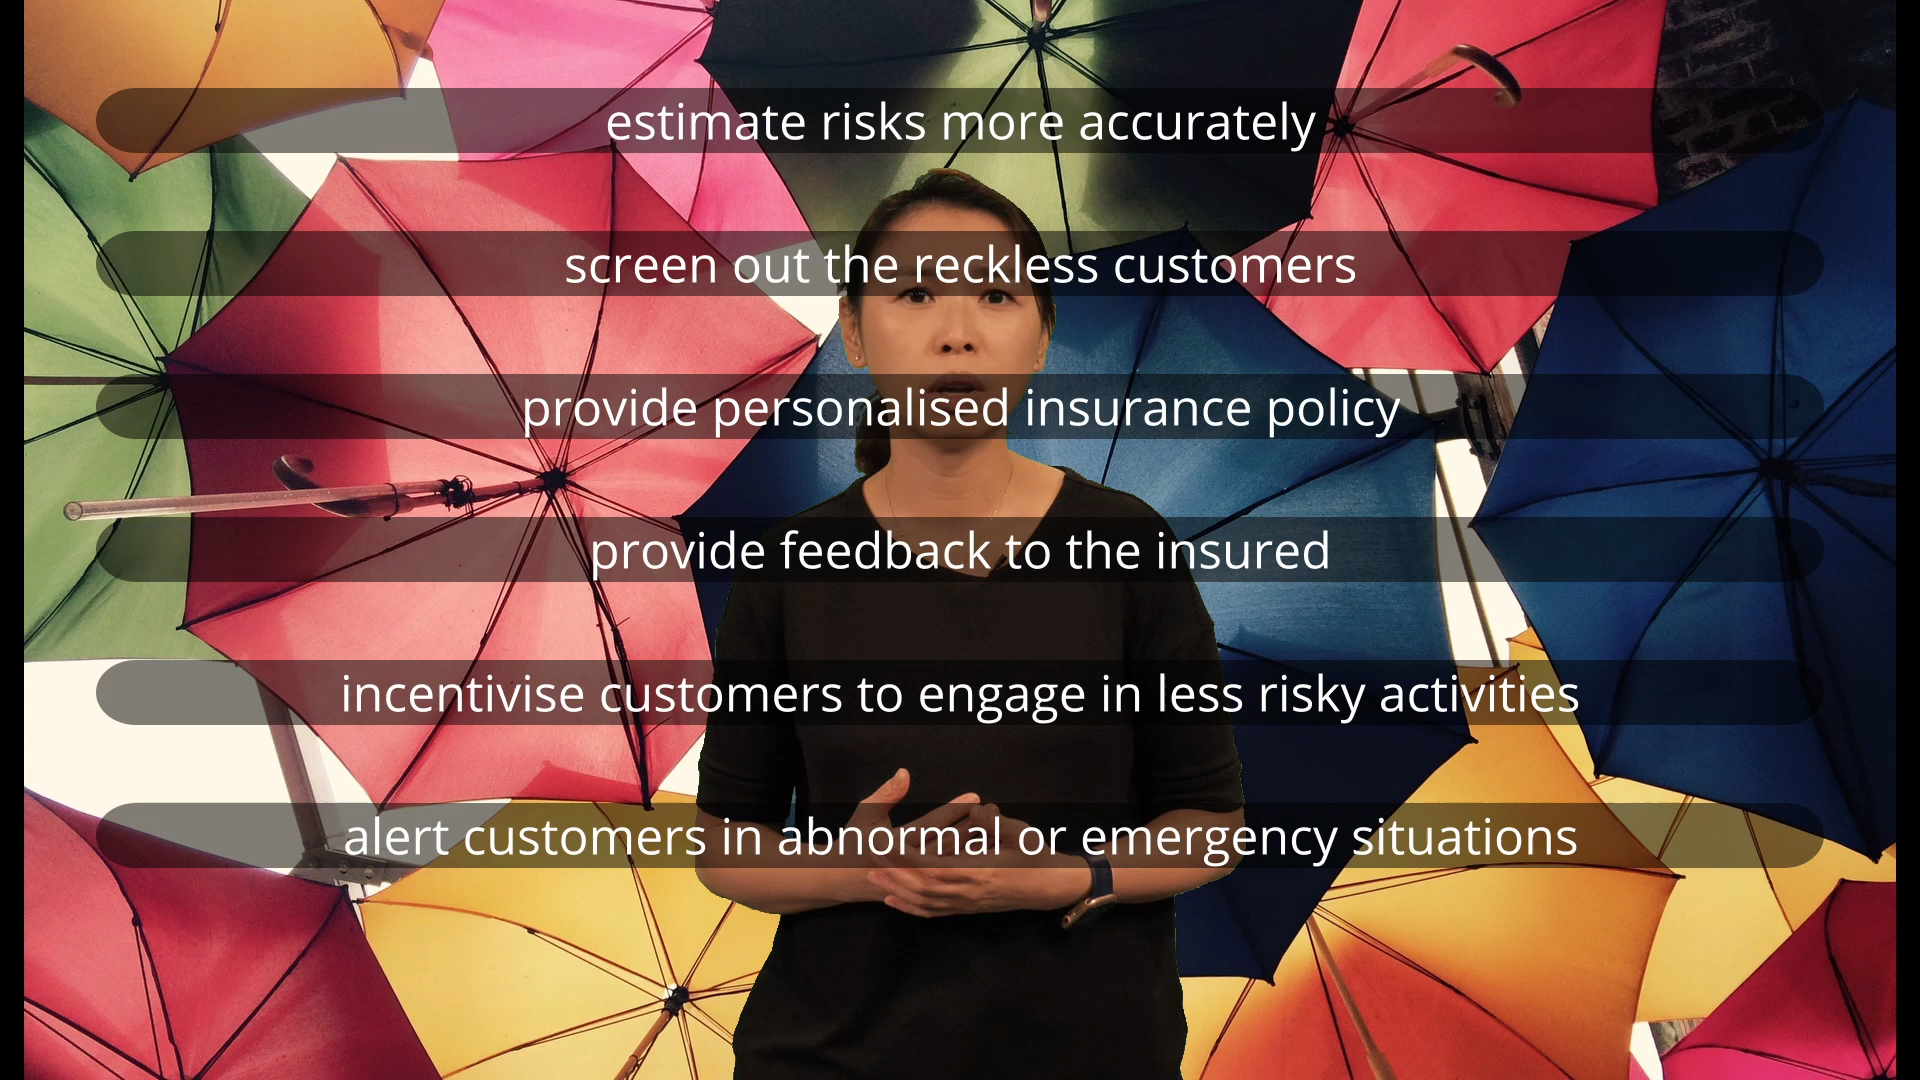 estimate risks more accurately
screen out the reckless customers
provide personalised insurance policy
provide feedback to the insured
incentivise customers to engage in less risky activities
alert customers in abnormal or emergency situations